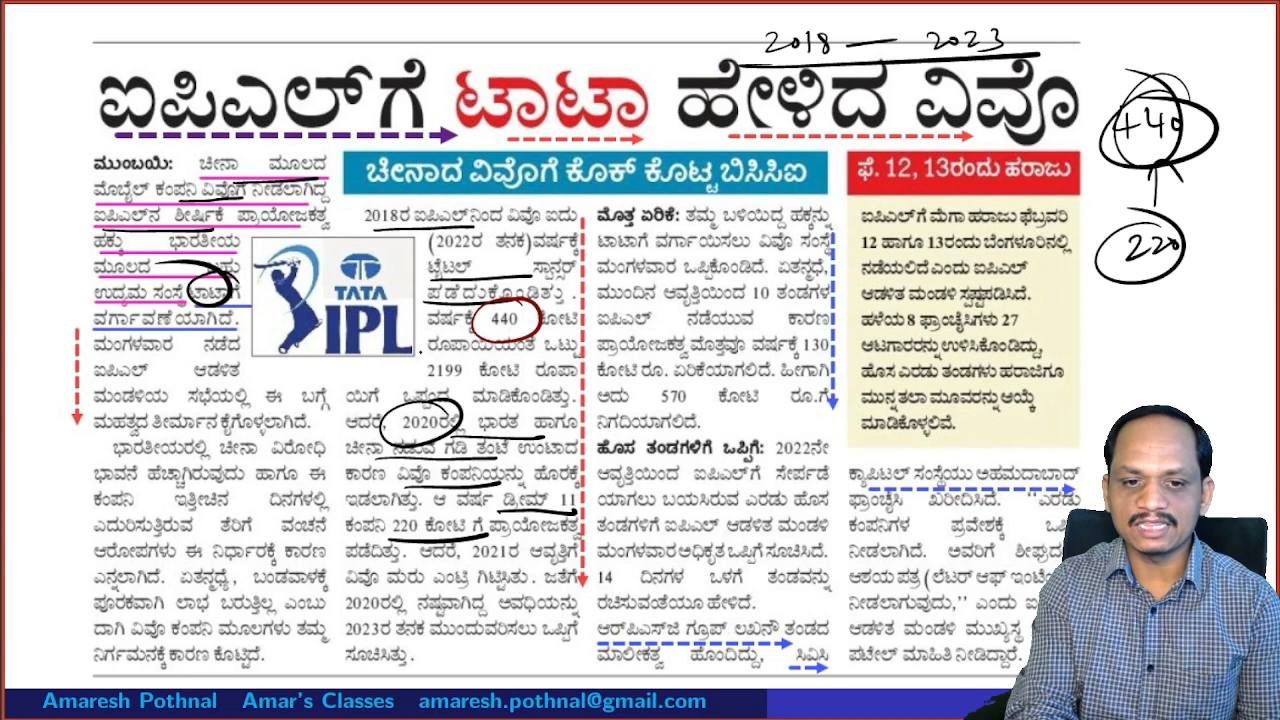 2018 — 2023
ಐಪಿಎಲ್‌ಗೆ ಟಾಟಾ ಹೇಳಿದ ವಿವೊ
440
220
ಮುಂಬಯಿ: ಚೀನಾ ಮೂಲದ
ಮೊಬೈಲ್ ಕಂಪನಿ ವಿವೊಗೆ ನೀಡಲಾಗಿದ್ದ
ಐಪಿಎಲ್‌ನ ಶೀರ್ಷಿಕೆ ಪ್ರಾಯೋಜಕತ್ವ
ಹಕ್ಕು ಭಾರತೀಯ
ಮೂಲದ
ಉದ್ಯಮ ಸಂಸ್ಥೆ ಟಾಟಾಗೆ
ವರ್ಗಾವಣೆಯಾಗಿದೆ.
ಮಂಗಳವಾರ ನಡೆದ
ಐಪಿಎಲ್ ಆಡಳಿತ
ಮಂಡಳಿಯ ಸಭೆಯಲ್ಲಿ ಈ ಬಗ್ಗೆ
ಮಹತ್ವದ ತೀರ್ಮಾನ ಕೈಗೊಳ್ಳಲಾಗಿದೆ.
ಭಾರತೀಯರಲ್ಲಿ ಚೀನಾ ವಿರೋಧಿ
ಭಾವನೆ ಹೆಚ್ಚಾಗಿರುವುದು ಹಾಗೂ ಈ
ಕಂಪನಿ ಇತ್ತೀಚಿನ ದಿನಗಳಲ್ಲಿ
ಎದುರಿಸುತ್ತಿರುವ ತೆರಿಗೆ ವಂಚನೆ
ಆರೋಪಗಳು ಈ ನಿರ್ಧಾರಕ್ಕೆ ಕಾರಣ
ಎನ್ನಲಾಗಿದೆ. ಏತನ್ಮಧ್ಯೆ, ಬಂಡವಾಳಕ್ಕೆ
ಪೂರಕವಾಗಿ ಲಾಭ ಬರುತ್ತಿಲ್ಲ ಎಂಬು
ದಾಗಿ ವಿವೊ ಕಂಪನಿ ಮೂಲಗಳು ತಮ್ಮ
ನಿರ್ಗಮನಕ್ಕೆ ಕಾರಣ ಕೊಟ್ಟಿದೆ.
TATA
IPL
ಚೀನಾದ ವಿವೊಗೆ ಕೊಕ್ ಕೊಟ್ಟ ಬಿಸಿಸಿಐ
2018ರ ಐಪಿಎಲ್‌ನಿಂದ ವಿವೊ ಐದು
(2022ರ ತನಕ)ವರ್ಷಕ್ಕೆ
ಟೈಟಲ್ ಸ್ಪಾನ್ಸರ್
ಪಡೆದುಕೊಂಡಿತ್ತು.
ವರ್ಷಕ್ಕೆ 440 ಕೋಟಿ
ರೂಪಾಯಿಯಂತೆ ಒಟ್ಟು
2199 ಕೋಟಿ ರೂಪಾ
ಯಿಗೆ ಒಪ್ಪಂದ ಮಾಡಿಕೊಂಡಿತ್ತು.
ಆದರೆ, 2020ರಲ್ಲಿ ಭಾರತ ಹಾಗೂ
ಚೀನಾ ನಡುವೆ ಗಡಿ ತಂಟೆ ಉಂಟಾದ
ಕಾರಣ ವಿವೊ ಕಂಪನಿಯನ್ನು ಹೊರಕ್ಕೆ
ಇಡಲಾಗಿತ್ತು. ಆ ವರ್ಷ ಡ್ರೀಮ್ 11
ಕಂಪನಿ 220 ಕೋಟಿಗೆ ಪ್ರಾಯೋಜಕತ್ವ
ಪಡೆದಿತ್ತು. ಆದರೆ, 2021ರ ಆವೃತ್ತಿಗೆ
ವಿವೊ ಮರು ಎಂಟ್ರಿ ಗಿಟ್ಟಿಸಿತು. ಜತೆಗೆ
2020ರಲ್ಲಿ ನಷ್ಟವಾಗಿದ್ದ ಅವಧಿಯನ್ನು
2023ರ ತನಕ ಮುಂದುವರಿಸಲು ಒಪ್ಪಿಗೆ
ಸೂಚಿಸಿತ್ತು.
ಮೊತ್ತ ಏರಿಕೆ: ತಮ್ಮ ಬಳಿಯಿದ್ದ ಹಕ್ಕನ್ನು
ಟಾಟಾಗೆ ವರ್ಗಾಯಿಸಲು ವಿವೊ ಸಂಸ್ಥೆ
ಮಂಗಳವಾರ ಒಪ್ಪಿಕೊಂಡಿದೆ. ಏತನ್ಮಧ್ಯೆ,
ಮುಂದಿನ ಆವೃತ್ತಿಯಿಂದ 10 ತಂಡಗಳ
ಐಪಿಎಲ್ ನಡೆಯುವ ಕಾರಣ
ಪ್ರಾಯೋಜಕತ್ವ ಮೊತ್ತವೂ ವರ್ಷಕ್ಕೆ 130
ಕೋಟಿ ರೂ. ಏರಿಕೆಯಾಗಲಿದೆ. ಹೀಗಾಗಿ
ಅದು 570 ಕೋಟಿ ರೂ.ಗೆ
ನಿಗದಿಯಾಗಲಿದೆ.
ಹೊಸ ತಂಡಗಳಿಗೆ ಒಪ್ಪಿಗೆ: 2022ನೇ
ಆವೃತ್ತಿಯಿಂದ ಐಪಿಎಲ್‌ಗೆ ಸೇರ್ಪಡೆ
ಯಾಗಲು ಬಯಸಿರುವ ಎರಡು ಹೊಸ
ತಂಡಗಳಿಗೆ ಐಪಿಎಲ್ ಆಡಳಿತ ಮಂಡಳಿ
ಮಂಗಳವಾರ ಅಧಿಕೃತ ಒಪ್ಪಿಗೆ ಸೂಚಿಸಿದೆ.
14 ದಿನಗಳ ಒಳಗೆ ತಂಡವನ್ನು
ರಚಿಸುವಂತೆಯೂ ಹೇಳಿದೆ.
ಆರ್‌ಪಿಎಸ್‌ಜಿ ಗ್ರೂಪ್ ಲಖನೌ ತಂಡದ
ಮಾಲೀಕತ್ವ ಹೊಂದಿದ್ದು, ಸಿವಿಸಿ
ಫೆ. 12, 13ರಂದು ಹರಾಜು
ಐಪಿಎಲ್‌ಗೆ ಮೆಗಾ ಹರಾಜು ಫೆಬ್ರವರಿ
12 ಹಾಗೂ 13ರಂದು ಬೆಂಗಳೂರಿನಲ್ಲಿ
ನಡೆಯಲಿದೆ ಎಂದು ಐಪಿಎಲ್
ಆಡಳಿತ ಮಂಡಳಿ ಸ್ಪಷ್ಟಪಡಿಸಿದೆ.
ಹಳೆಯ 8 ಫ್ರಾಂಚೈಸಿಗಳು 27
ಆಟಗಾರರನ್ನು ಉಳಿಸಿಕೊಂಡಿದ್ದು,
ಹೊಸ ಎರಡು ತಂಡಗಳು ಹರಾಜಿಗೂ
ಮುನ್ನ ತಲಾ ಮೂವರನ್ನು ಆಯ್ಕೆ
ಮಾಡಿಕೊಳ್ಳಲಿವೆ.
ಕ್ಯಾಪಿಟಲ್ ಸಂಸ್ಥೆಯು ಅಹಮದಾಬಾದ್
ಫ್ರಾಂಚೈಸಿ ಖರೀದಿಸಿದೆ. ''ಎರಡು
ಕಂಪನಿಗಳ ಪ್ರವೇಶಕ್ಕೆ
ನೀಡಲಾಗಿದೆ. ಅವರಿಗೆ
ಆಶಯ ಪತ್ರ (ಲೆಟರ್ ಆಫ್
ನೀಡಲಾಗುವುದು,'' ಎಂದು
ಆಡಳಿತ ಮಂಡಳಿ ಮುಖ್ಯಸ್ಥ
ಪಟೇಲ್ ಮಾಹಿತಿ ನೀಡಿದ್ದಾರೆ.
Amaresh Pothnal Amar's Classes amaresh.pothnal@gmail.com